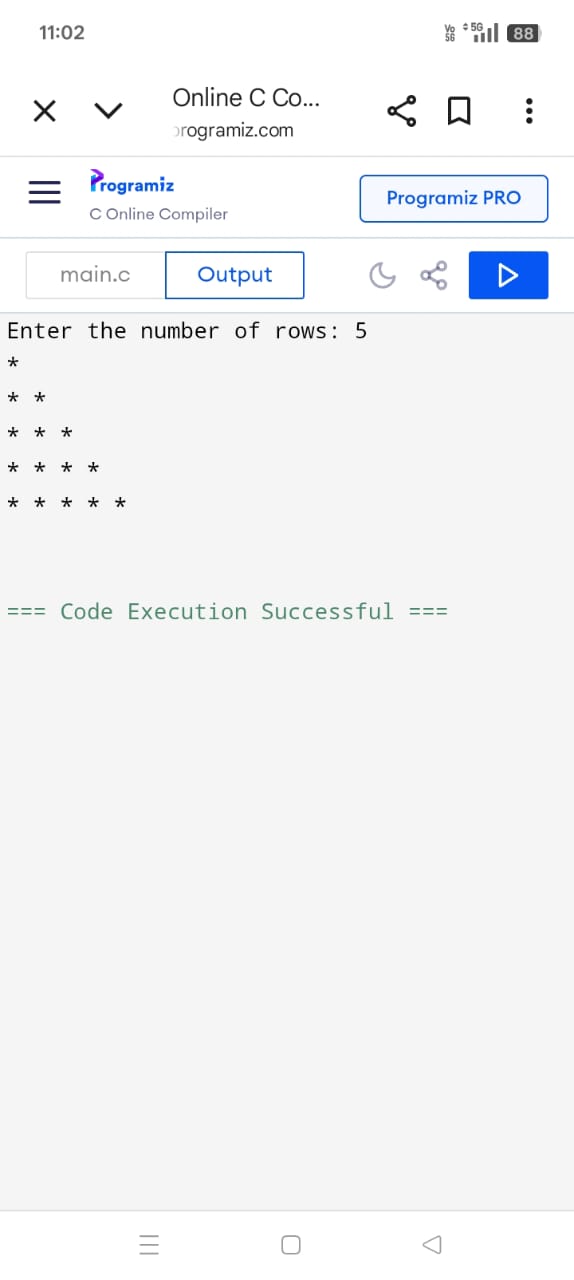 11:02
Vo 5G 5G 88
Online C Co...
programiz.com
Programiz
C Online Compiler
Programiz PRO
main.c
Output
Enter the number of rows: 5
*
* *
* * *
* * * *
* * * * *
=== Code Execution Successful ===